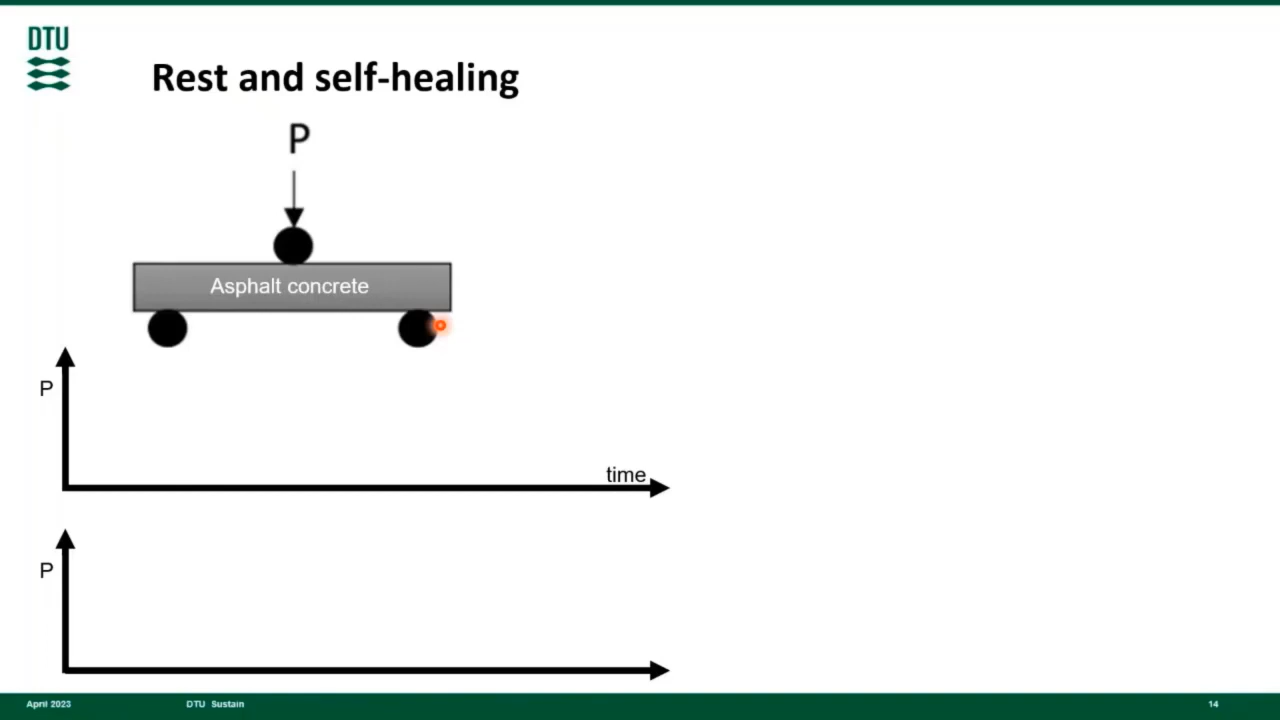 DTU
Rest and self-healing
P
Asphalt concrete
P
time
P
April 2023 DTU Sustain 14